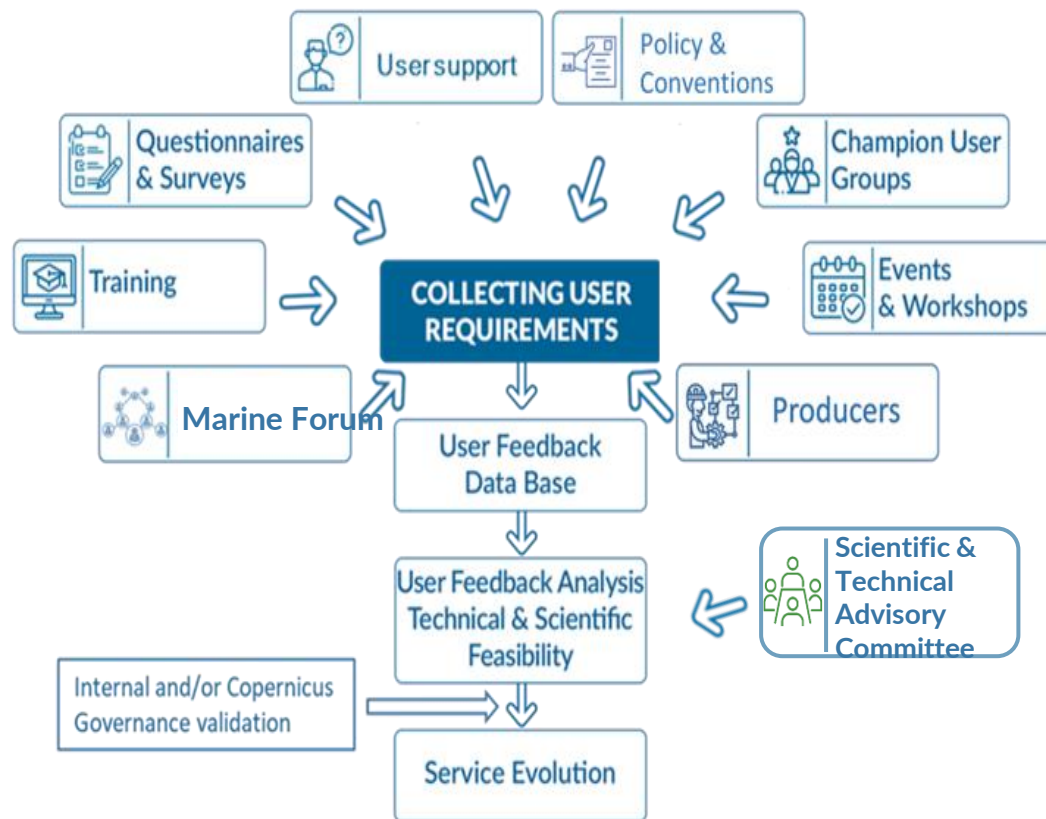 User support
Policy &
Conventions
Questionnaires
& Surveys
Champion User
Groups
Training
COLLECTING USER
REQUIREMENTS
Events
& Workshops
Marine Forum
Producers
User Feedback
Data Base
User Feedback Analysis
Technical & Scientific
Feasibility
Scientific &
Technical
Advisory
Committee
Internal and/or Copernicus
Governance validation
Service Evolution